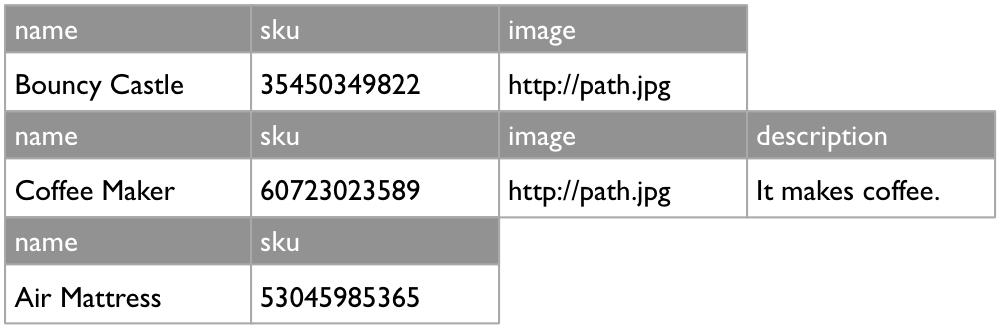 name sku image
Bouncy Castle 35450349822 http://path.jpg
name sku image description
Coffee Maker 60723023589 http://path.jpg It makes coffee.
name sku
Air Mattress 53045985365